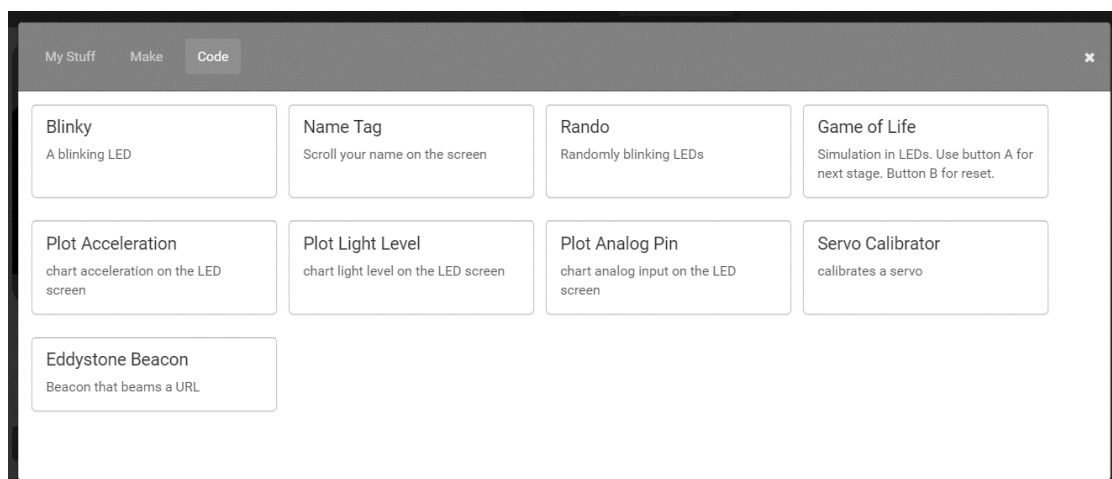 My Stuff Make Code
Blinky
A blinking LED
Name Tag
Scroll your name on the screen
Rando
Randomly blinking LEDs
Game of Life
Simulation in LEDs. Use button A for
next stage. Button B for reset.
Plot Acceleration
chart acceleration on the LED
screen
Plot Light Level
chart light level on the LED screen
Plot Analog Pin
chart analog input on the LED
screen
Servo Calibrator
calibrates a servo
Eddystone Beacon
Beacon that beams a URL